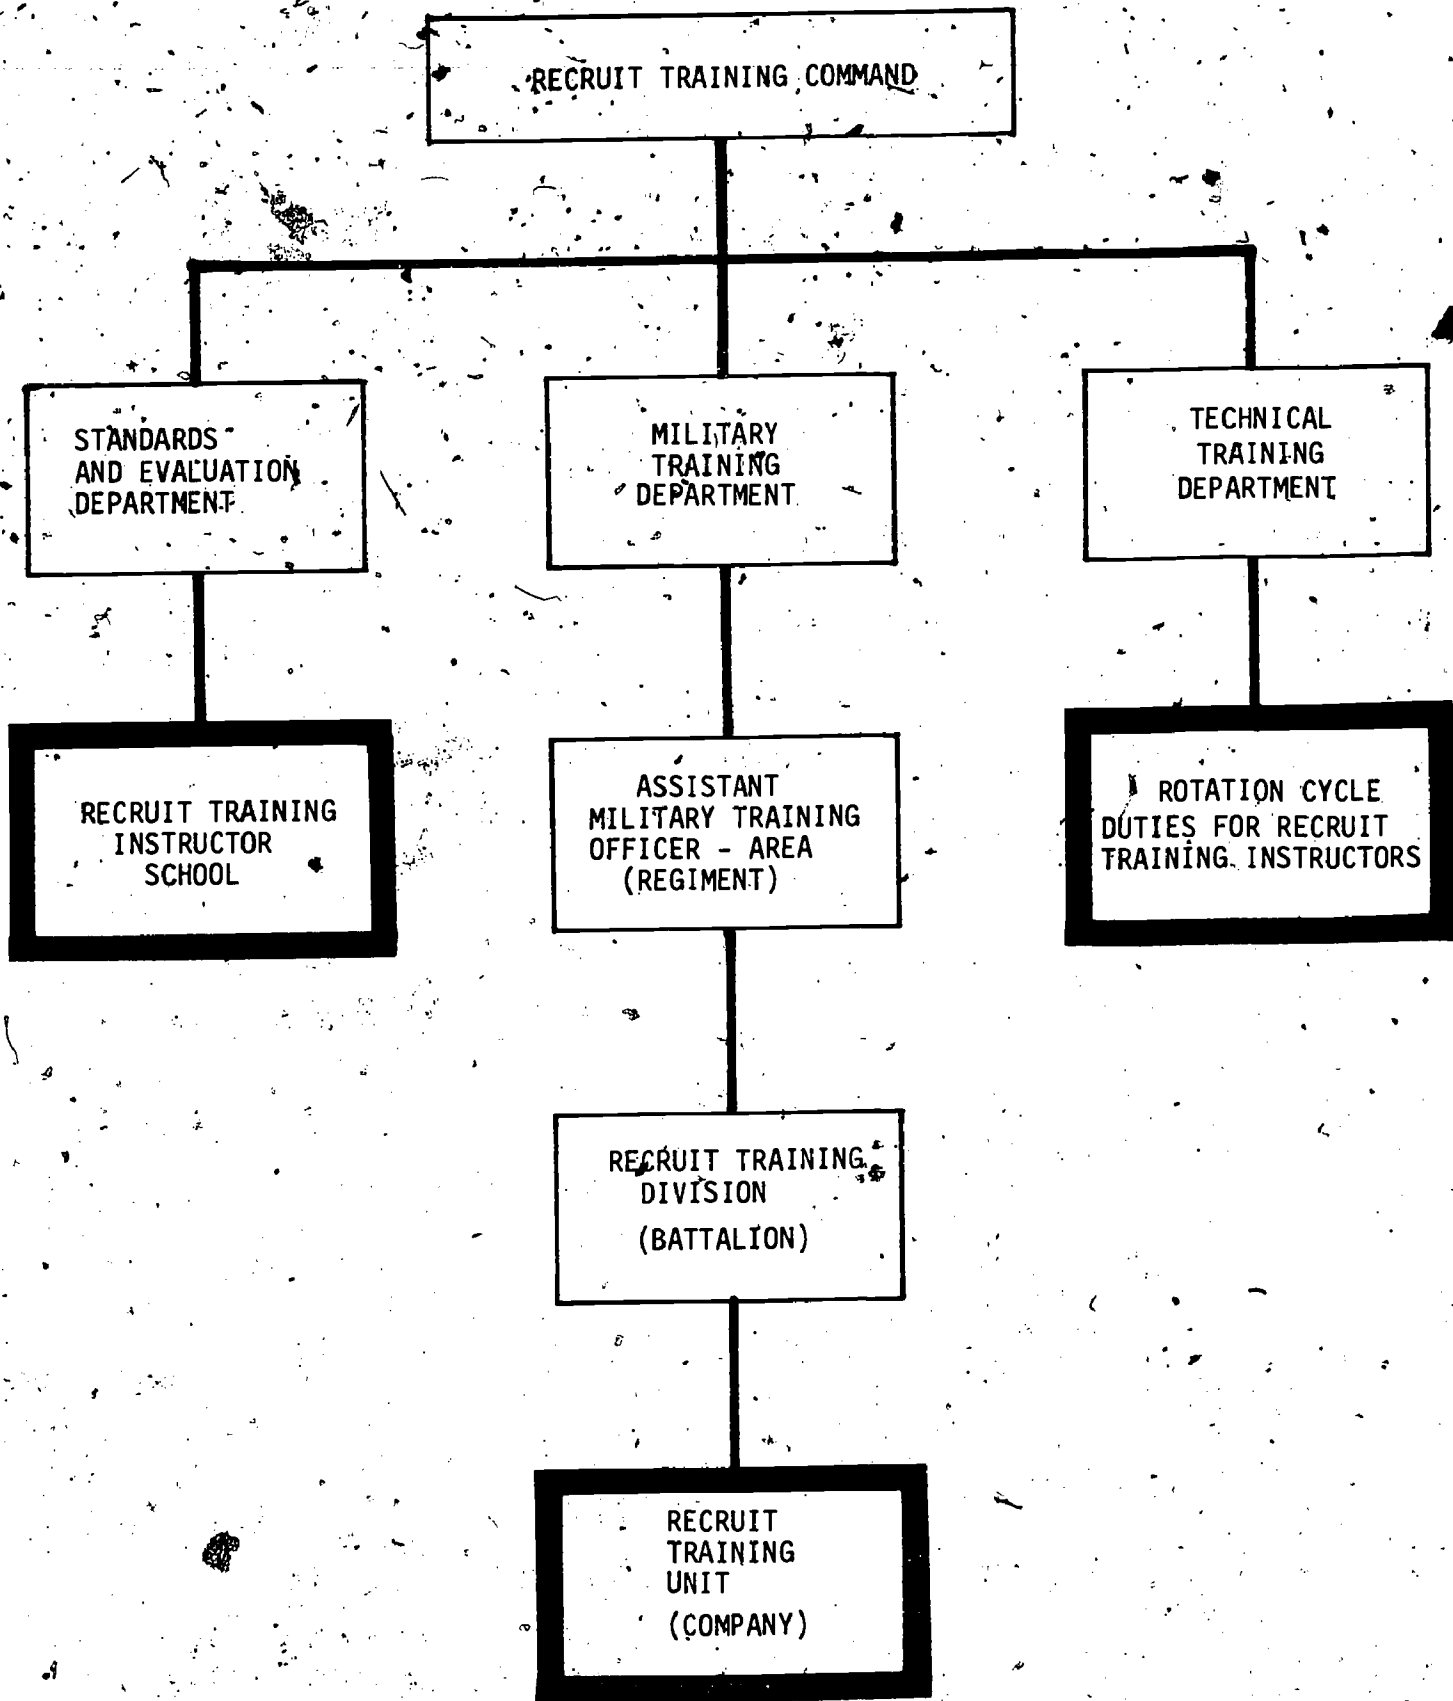 RECRUIT TRAINING COMMAND
STANDARDS
AND EVALUATION
DEPARTMENT
MILITARY
TRAINING
DEPARTMENT
TECHNICAL
TRAINING
DEPARTMENT
RECRUIT TRAINING
INSTRUCTOR
SCHOOL
ASSISTANT
MILITARY TRAINING
OFFICER - AREA
(REGIMENT)
ROTATION CYCLE
DUTIES FOR RECRUIT
TRAINING INSTRUCTORS
RECRUIT TRAINING
DIVISION
(BATTALION)
RECRUIT
TRAINING
UNIT
(COMPANY)